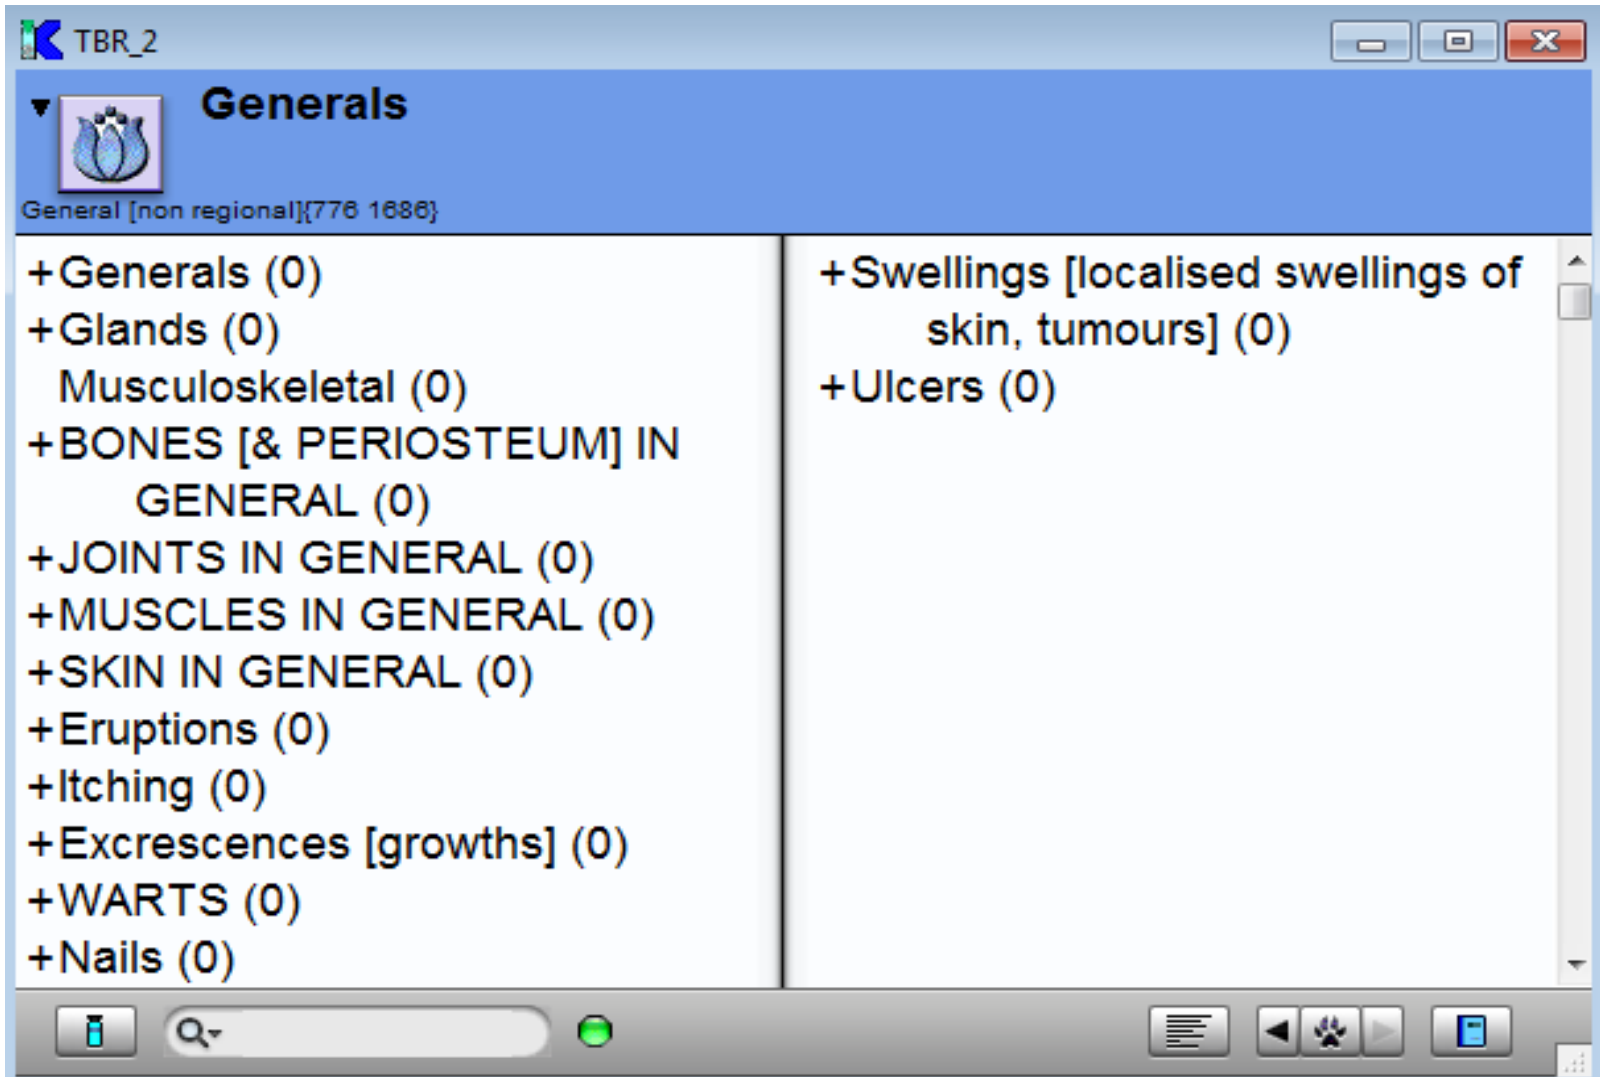 TBR_2
Generals
General [non regional]{776 1686}
+Generals (0)
+Glands (0)
Musculoskeletal (0)
+BONES [& PERIOSTEUM] IN
GENERAL (0)
+JOINTS IN GENERAL (0)
+MUSCLES IN GENERAL (0)
+SKIN IN GENERAL (0)
+Eruptions (0)
+Itching (0)
+Excrescences [growths] (0)
+WARTS (0)
+Nails (0)
+Swellings [localised swellings of
skin, tumours] (0)
+Ulcers (0)